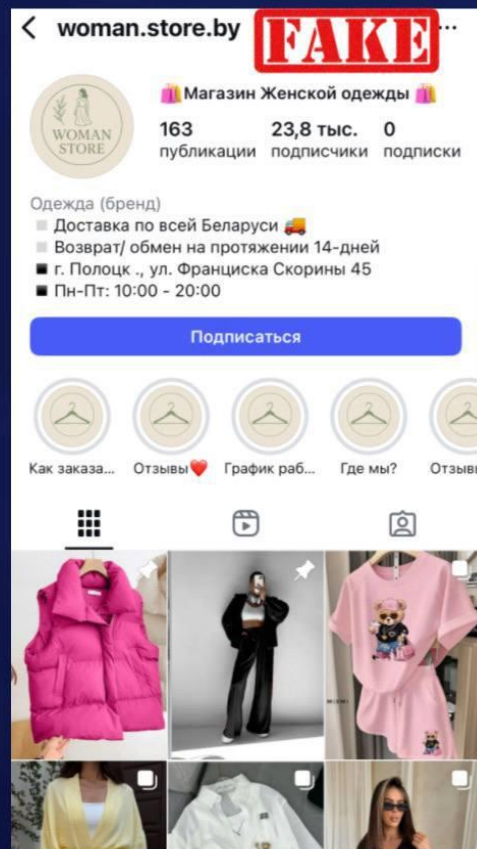 woman.store.by
FAKE
WOMAN
STORE
🛍️Магазин Женской одежды 🛍️
163 23,8 тыс. 0
публикации подписчики подписки
Одежда (бренд)
Доставка по всей Беларуси 🚚
Возврат/ обмен на протяжении 14-дней
г. Полоцк ., ул. Франциска Скорины 45
Пн-Пт: 10:00 - 20:00
Подписаться
Как заказа... Отзывы❤️ График раб... Где мы? Отзыв